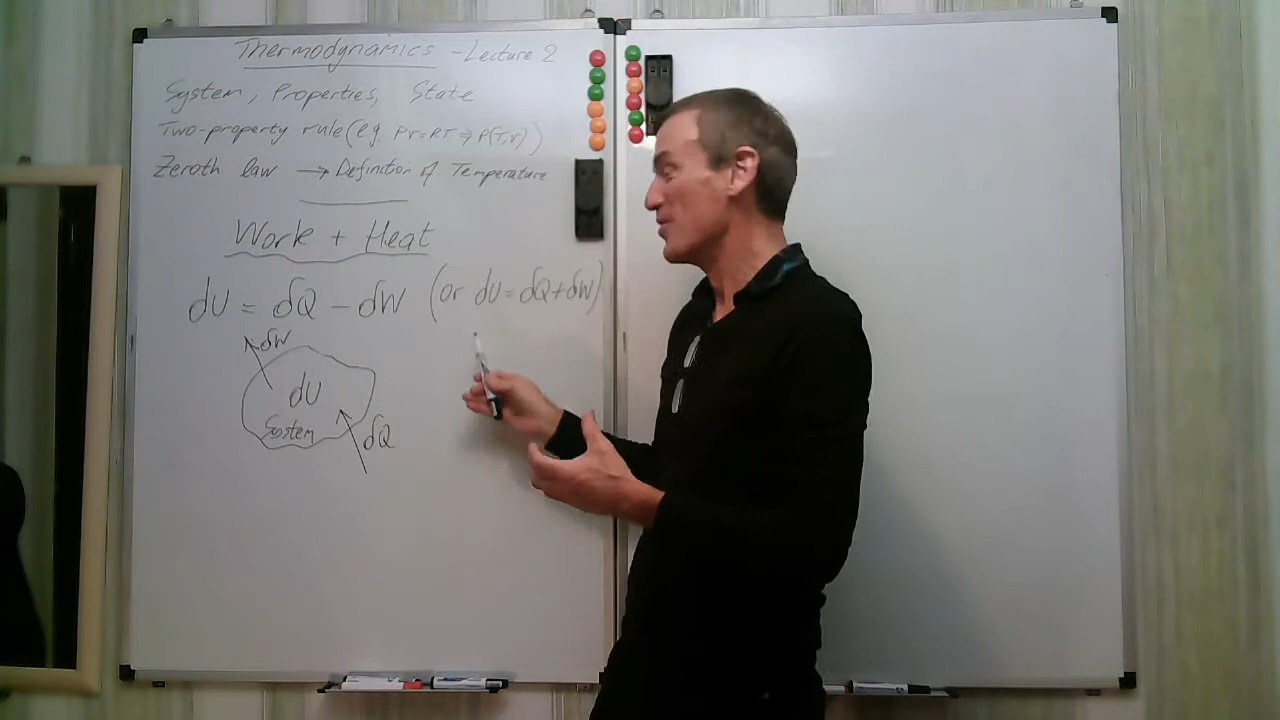 Thermodynamics - Lecture 2
System, Properties, State
Two-property rule (eg. Pv=RT ⇒ P(T,v))
Zeroth law → Definition of Temperature
Work + Heat
dU = δQ - δW (or dU = δQ + δW)
δW
dU
System
δQ